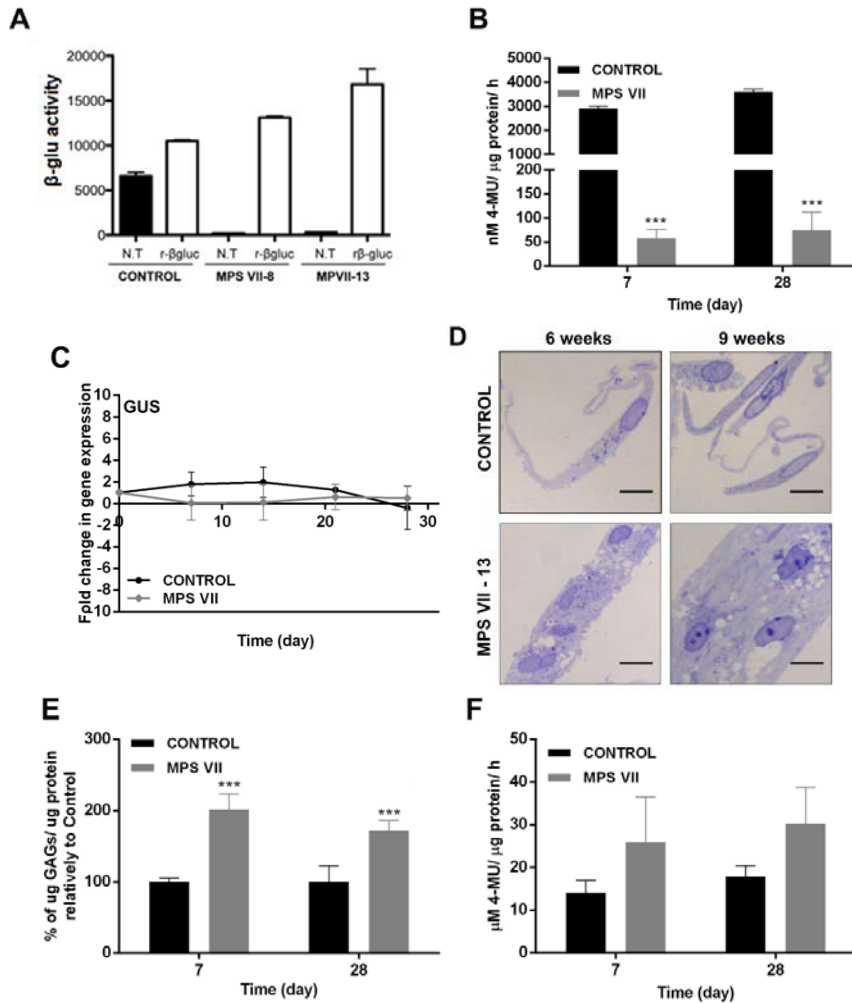 A
β-glu activity
20000
15000
10000
5000
0
N.T r-βgluc N.T r-βgluc N.T rβ-gluc
CONTROL MPS VII-8 MPVII-13
B
nM 4-MU/ µg protein/ h
CONTROL
MPS VII
5000
4000
3000
2000
1000
200
150
100
50
0
***
***
7 28
Time (day)
C
GUS
Fpld change in gene expression
10
8
6
4
2
0
-2
-4
-6
-8
10
0 10 20 30
CONTROL
MPS VII
Time (day)
D
6 weeks 9 weeks
CONTROL
MPS VII - 13
E
% of ug GAGs/ ug protein
relatively to Control
300
200
100
0
CONTROL
MPS VII
***
***
7 28
Time (day)
F
µM 4-MU/ µg protein/ h
50
40
30
20
10
0
CONTROL
MPS VII
7 28
Time (day)